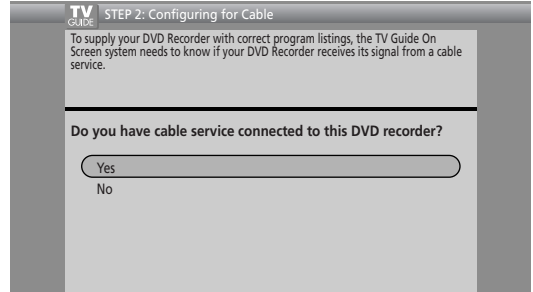 TV
GUIDE
STEP 2: Configuring for Cable
To supply your DVD Recorder with correct program listings, the TV Guide On
Screen system needs to know if your DVD Recorder receives its signal from a cable
service.
Do you have cable service connected to this DVD recorder?
Yes
No